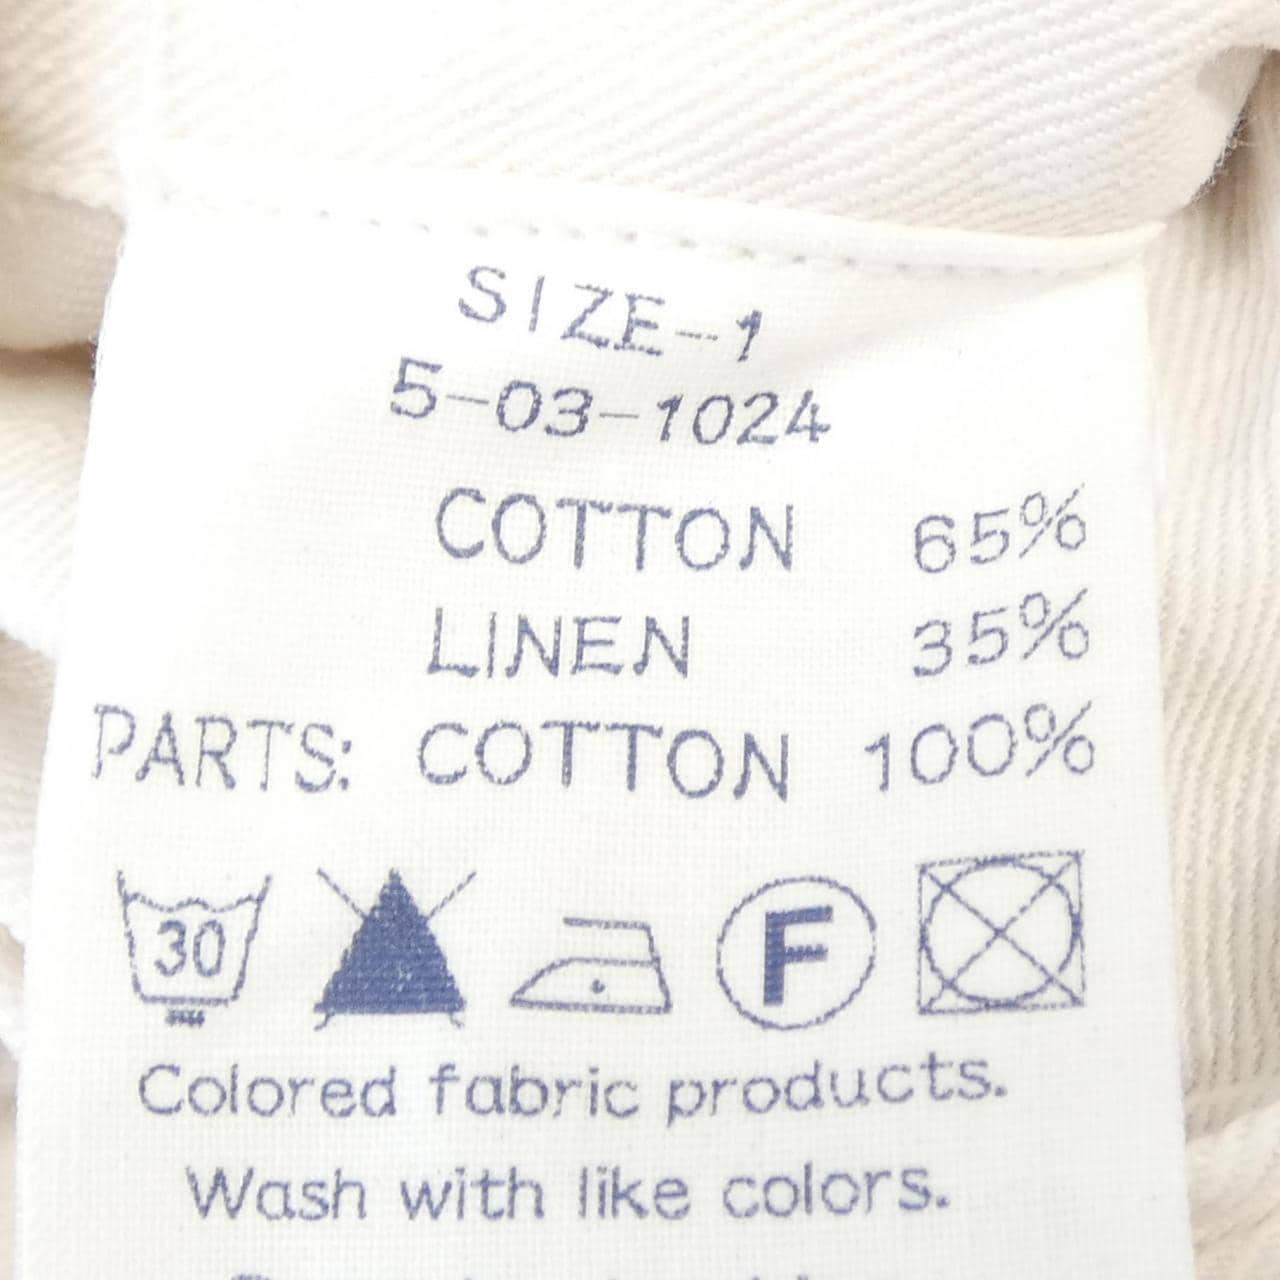 SIZE-1
5-03-1024
COTTON 65%
LINEN 35%
PARTS: COTTON 100%
30 F
Colored fabric products.
Wash with like colors.